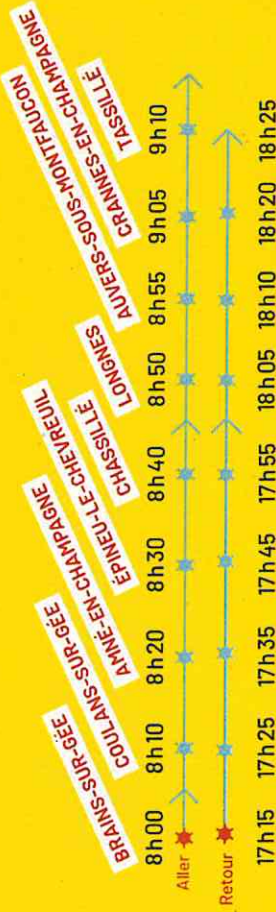 BRAINS-SUR-GÉE
COULANS-SUR-GÉE
AMNÉ-EN-CHAMPAGNE
ÉPINEU-LE-CHEVREUIL
CHASSILLÉ
LONGNES
AUVERS-SOUS-MONTFAUCON
CRANNES-EN-CHAMPAGNE
TASSILLÉ
8h00 8h10 8h20 8h30 8h40 8h50 8h55 9h05 9h10
Aller
Retour
17h15 17h25 17h35 17h45 17h55 18h05 18h10 18h20 18h25